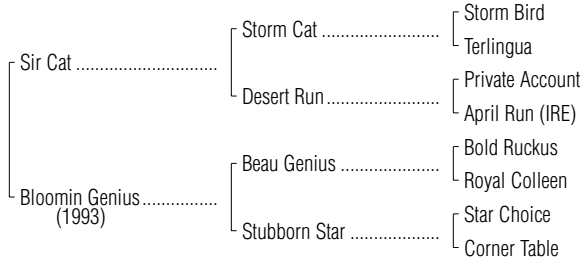 Storm Bird
Storm Cat ........................
Terlingua
Sir Cat .............................
Private Account
Desert Run .......................
April Run (IRE)
Bold Ruckus
Beau Genius ....................
Royal Colleen
Bloomin Genius ...............
(1993)
Star Choice
Stubborn Star ..................
Corner Table